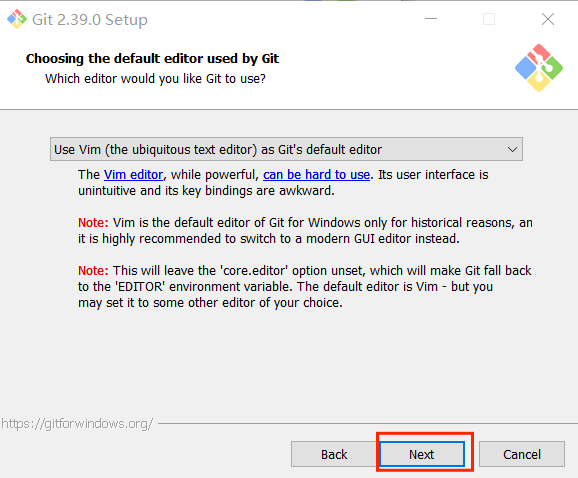 Git 2.39.0 Setup
Choosing the default editor used by Git
Which editor would you like Git to use?
Use Vim (the ubiquitous text editor) as Git's default editor
The Vim editor, while powerful, can be hard to use. Its user interface is
unintuitive and its key bindings are awkward.
Note: Vim is the default editor of Git for Windows only for historical reasons, an
it is highly recommended to switch to a modern GUI editor instead.
Note: This will leave the 'core.editor' option unset, which will make Git fall back
to the 'EDITOR' environment variable. The default editor is Vim - but you
may set it to some other editor of your choice.
https://gitforwindows.org/
Back Next Cancel